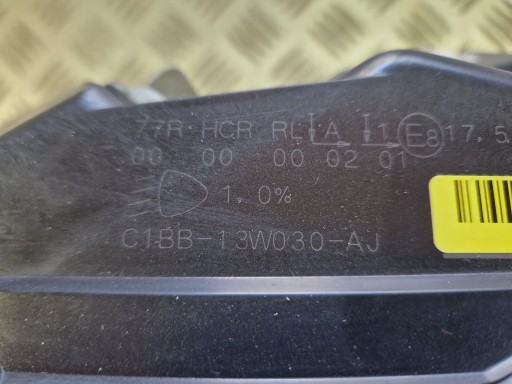 77R HCR RL A 1 E8 17.5
00 00 00 02 01
1.0%
C1BB-13W030-AJ